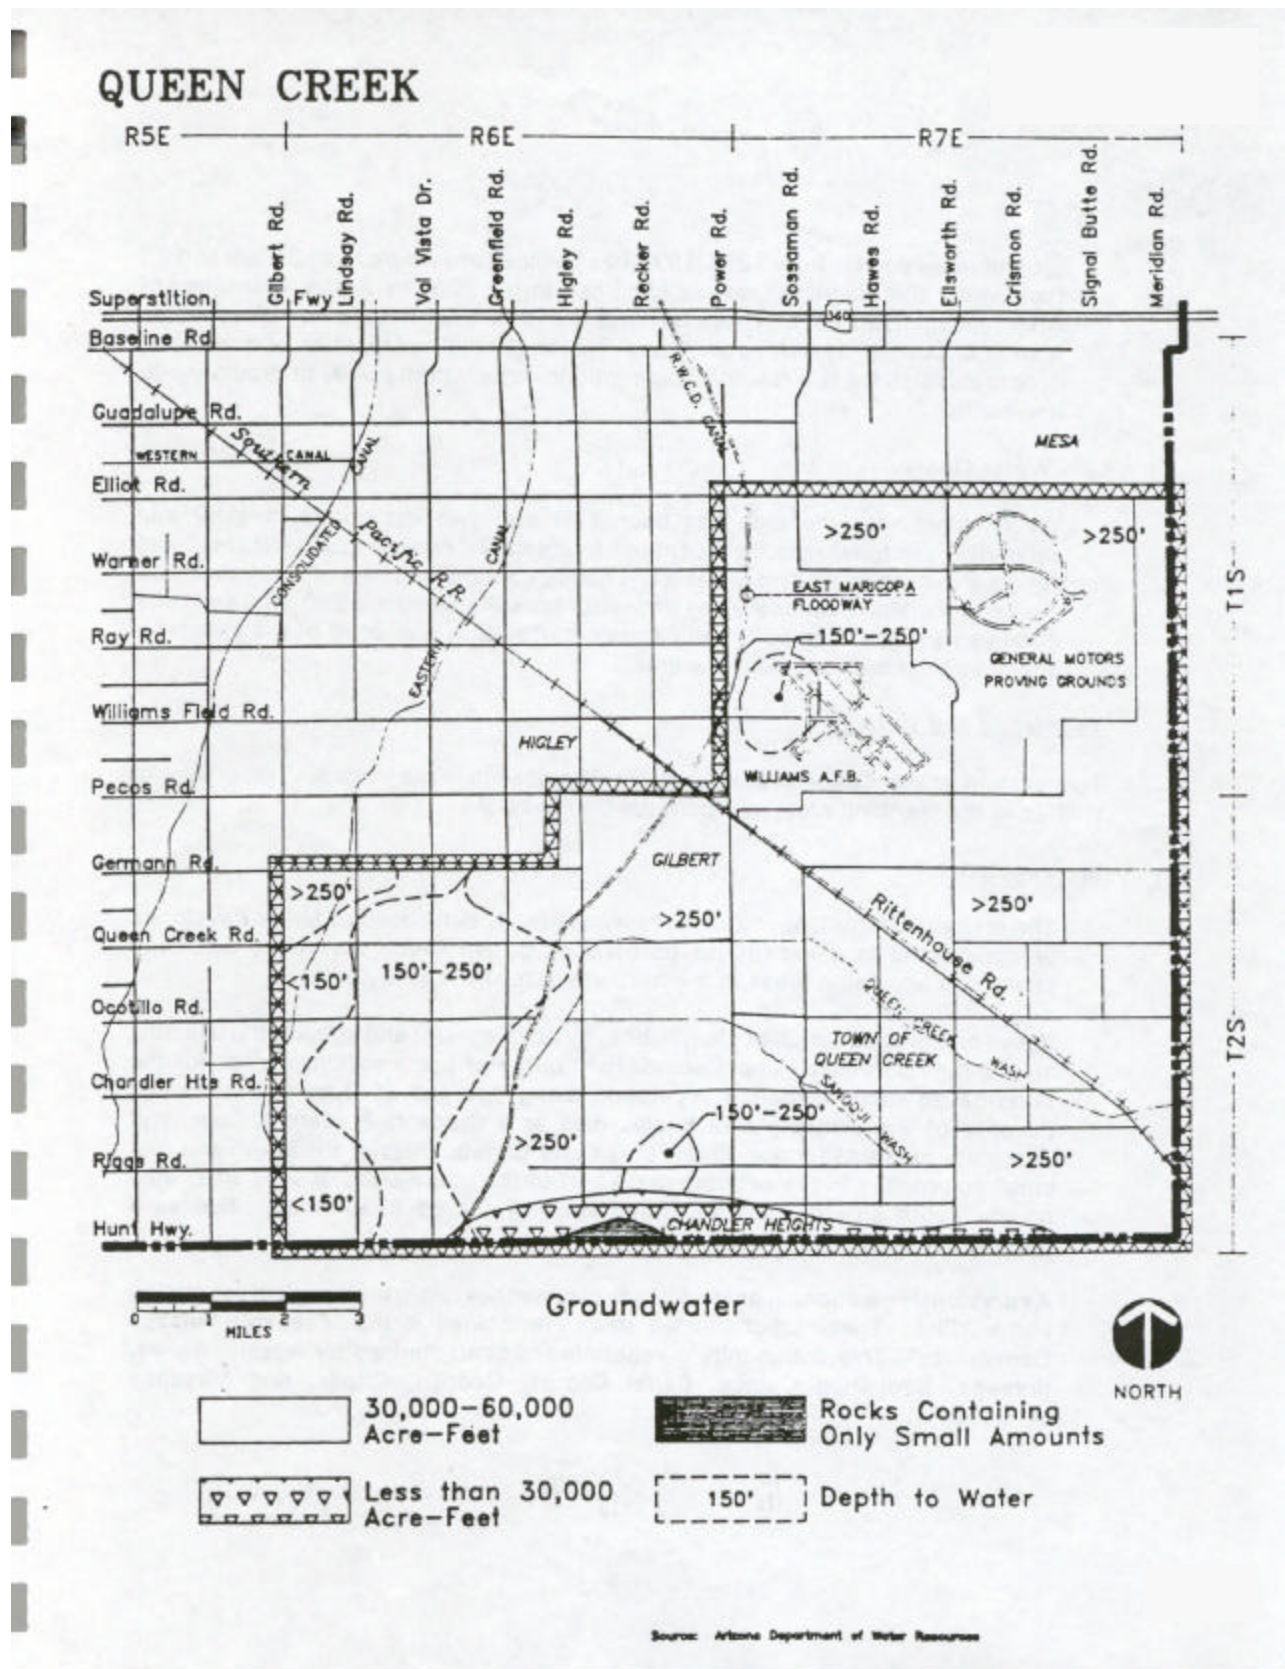 QUEEN CREEK
R5E
R6E
R7E
Gilbert Rd.
Lindsay Rd.
Val Vista Dr.
Greenfield Rd.
Higley Rd.
Recker Rd.
Power Rd.
Sossaman Rd.
Hawes Rd.
Ellsworth Rd.
Crismon Rd.
Signal Butte Rd.
Meridian Rd.
Superstition Fwy
360
Baseline Rd.
R.W.C.D. CANAL
Guadalupe Rd.
Southern Pacific R.R.
MESA
WESTERN CANAL
CANAL
Elliot Rd.
>250'
>250'
CONSOLIDATED
CANAL
Warner Rd.
EAST MARICOPA
FLOODWAY
T1S
Ray Rd.
150'-250'
EASTERN
GENERAL MOTORS
PROVING GROUNDS
Williams Field Rd.
HIGLEY
WILLIAMS A.F.B.
Pecos Rd.
Germann Rd.
GILBERT
>250'
>250'
>250'
Rittenhouse Rd.
Queen Creek Rd.
<150'
150'-250'
Ocotillo Rd.
QUEEN CREEK WASH
TOWN OF
QUEEN CREEK
T2S
Chandler Hts Rd.
SANOQUI WASH
150'-250'
>250'
>250'
Riggs Rd.
<150'
CHANDLER HEIGHTS
Hunt Hwy.
0 1 2 3
MILES
Groundwater
NORTH
30,000-60,000
Acre-Feet
Rocks Containing
Only Small Amounts
Less than 30,000
Acre-Feet
150'
Depth to Water
Source: Arizona Department of Water Resources